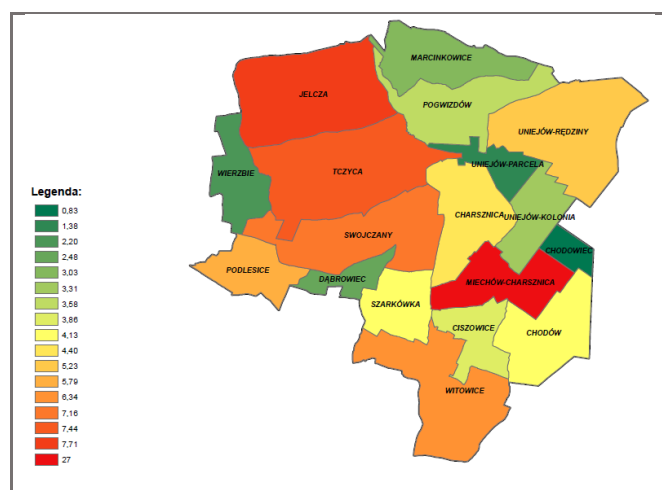 MARCINKOWICE
JELCZA
POGWIZDÓW
UNIEJÓW-RĘDZINY
UNIEJÓW-PARCELA
WIERZBIE
TCZYCA
Legenda:
CHARSZNICA
UNIEJÓW-KOLONIA
SWOJCZANY
CHODOWIEC
PODLESICE
DĄBROWIEC
MIECHÓW-CHARSZNICA
SZARKÓWKA
CISZOWICE
CHODÓW
WITOWICE
0,83
1,38
2,20
2,48
3,03
3,31
3,58
3,86
4,13
4,40
5,23
5,79
6,34
7,16
7,44
7,71
27